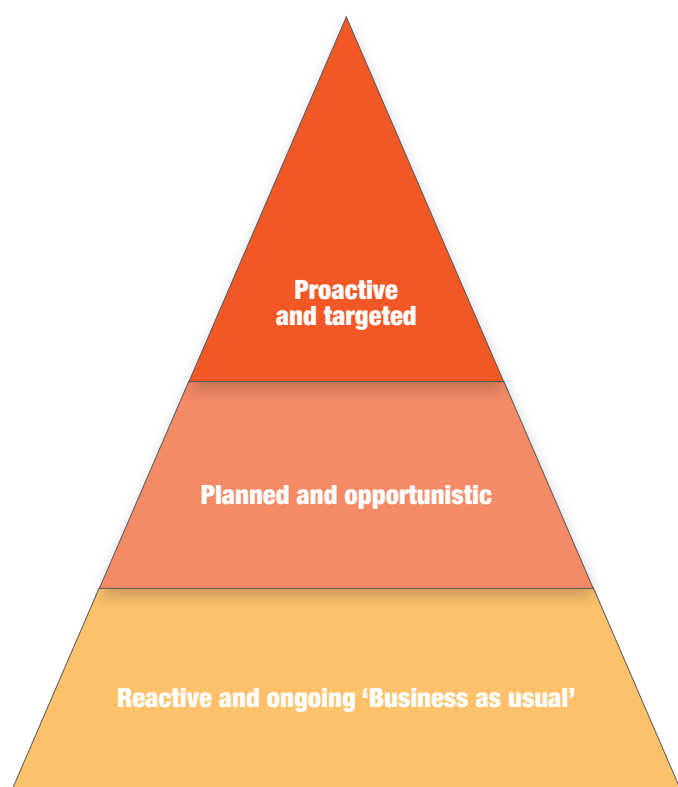 Proactive
and targeted
Planned and opportunistic
Reactive and ongoing ‘Business as usual’